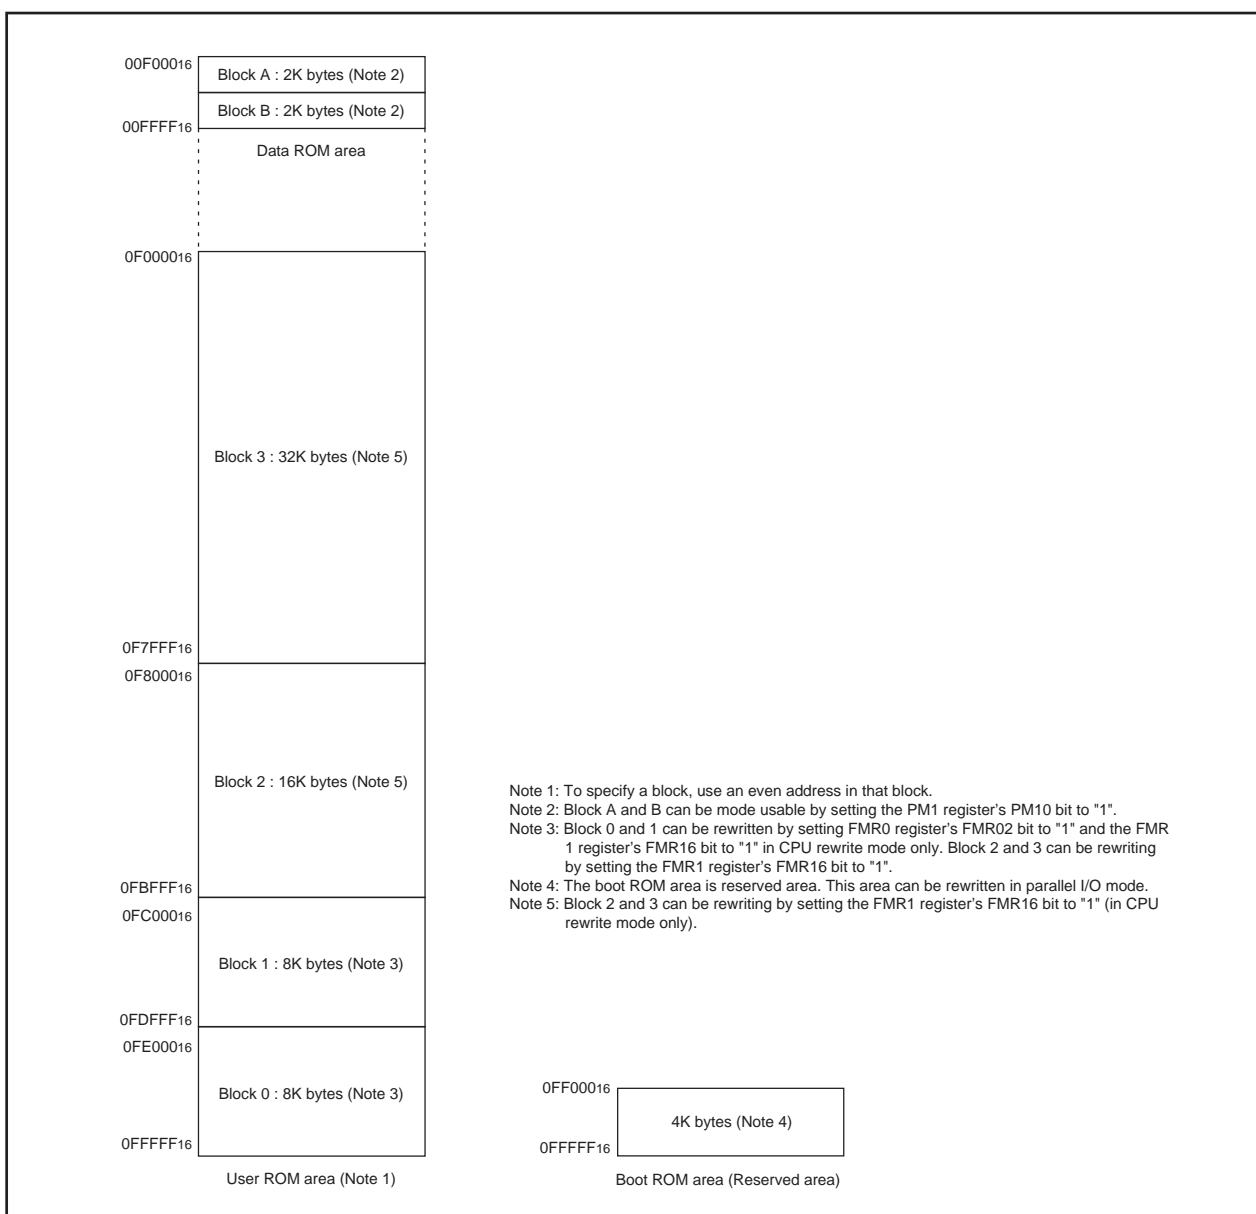 00F00016
Block A : 2K bytes (Note 2)
Block B : 2K bytes (Note 2)
00FFFF16
Data ROM area
0F000016
Block 3 : 32K bytes (Note 5)
0F7FFF16
0F800016
Block 2 : 16K bytes (Note 5)
0FBFFF16
0FC00016
Block 1 : 8K bytes (Note 3)
0FDFFF16
0FE00016
Block 0 : 8K bytes (Note 3)
0FFFFF16
User ROM area (Note 1)
Note 1: To specify a block, use an even address in that block.
Note 2: Block A and B can be mode usable by setting the PM1 register's PM10 bit to "1".
Note 3: Block 0 and 1 can be rewritten by setting FMR0 register's FMR02 bit to "1" and the FMR
1 register's FMR16 bit to "1" in CPU rewrite mode only. Block 2 and 3 can be rewriting
by setting the FMR1 register's FMR16 bit to "1".
Note 4: The boot ROM area is reserved area. This area can be rewritten in parallel I/O mode.
Note 5: Block 2 and 3 can be rewriting by setting the FMR1 register's FMR16 bit to "1" (in CPU
rewrite mode only).
0FF00016
4K bytes (Note 4)
0FFFFF16
Boot ROM area (Reserved area)